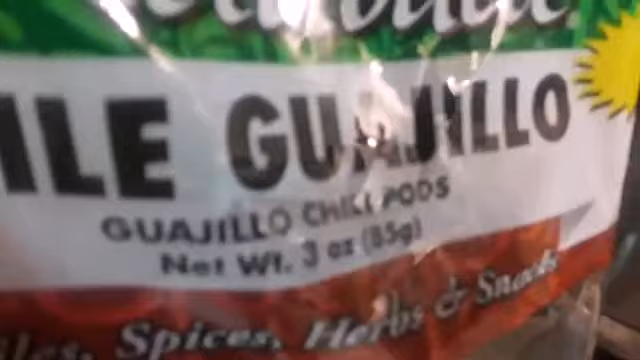 ILE GUAJILLO
GUAJILLO CHILI PODS
Net Wt. 3 oz (85g)
Spices, Herbs & Snacks